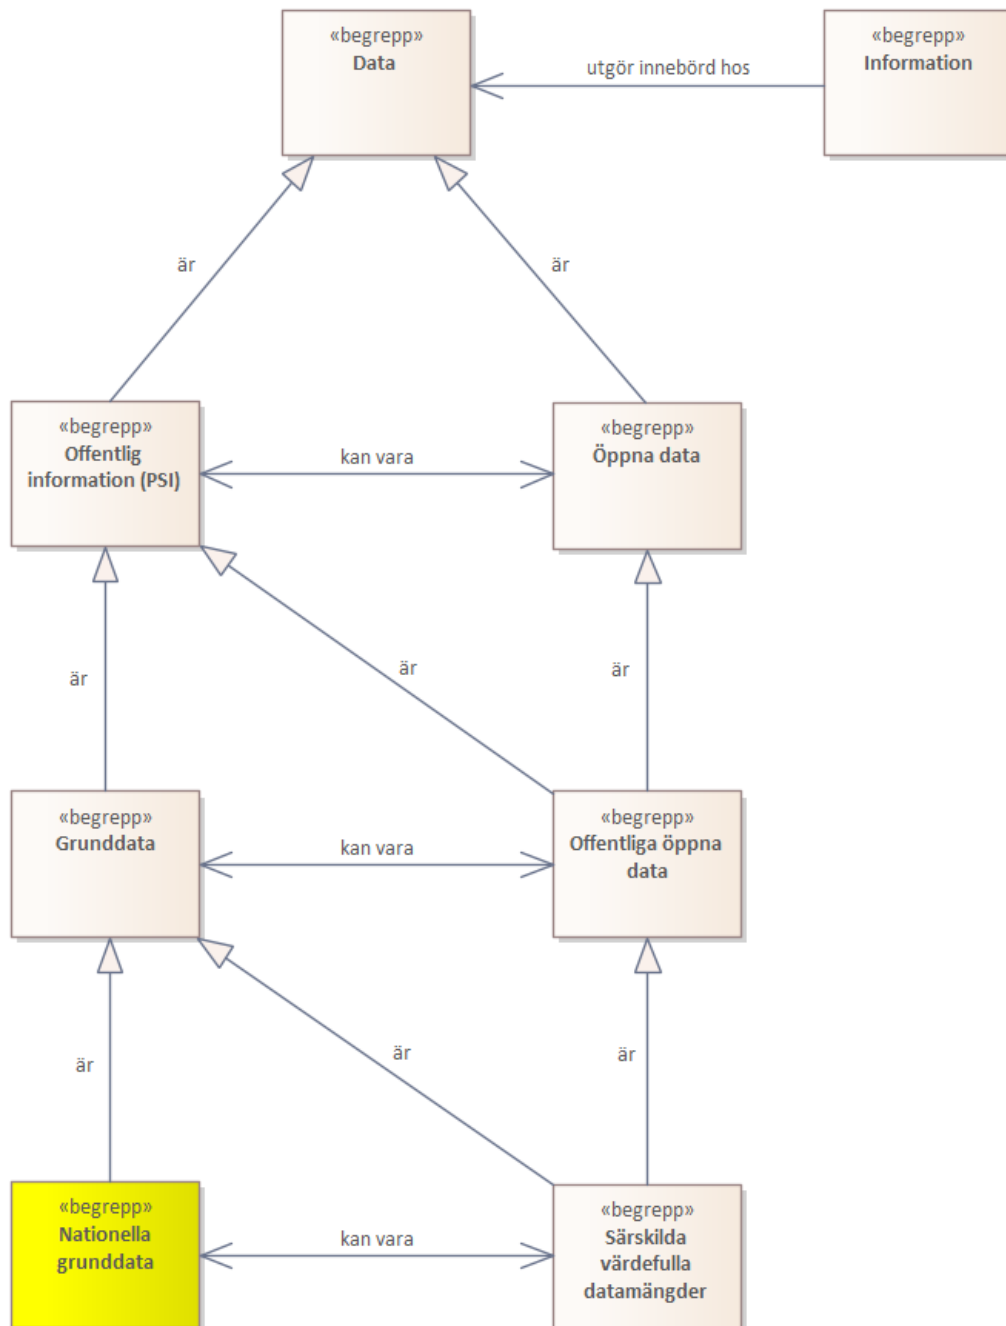 «begrepp»
Data
utgör innebörd hos
«begrepp»
Information
är
är
«begrepp»
Offentlig
information (PSI)
kan vara
«begrepp»
Öppna data
är
är
är
«begrepp»
Grunddata
kan vara
«begrepp»
Offentliga öppna
data
är
är
är
«begrepp»
Nationella
grunddata
kan vara
«begrepp»
Särskilda
värdefulla
datamängder